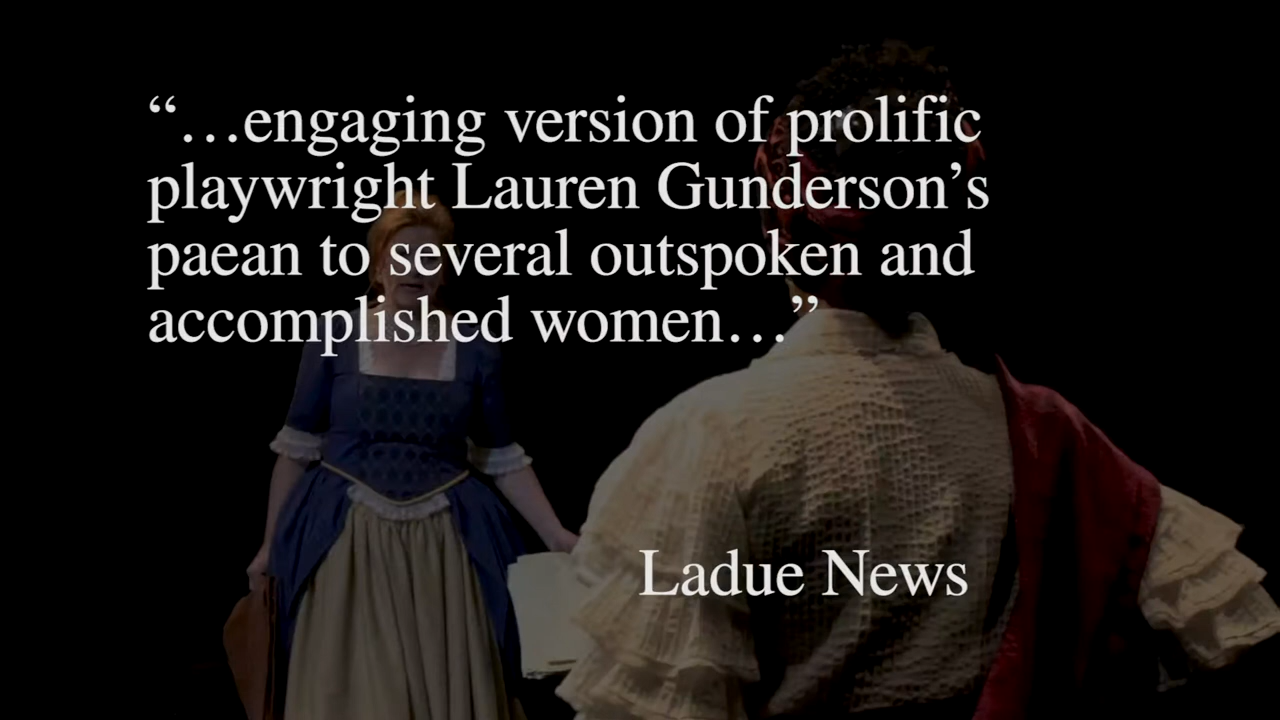 “…engaging version of prolific
playwright Lauren Gunderson’s
paean to several outspoken and
accomplished women…”
Ladue News